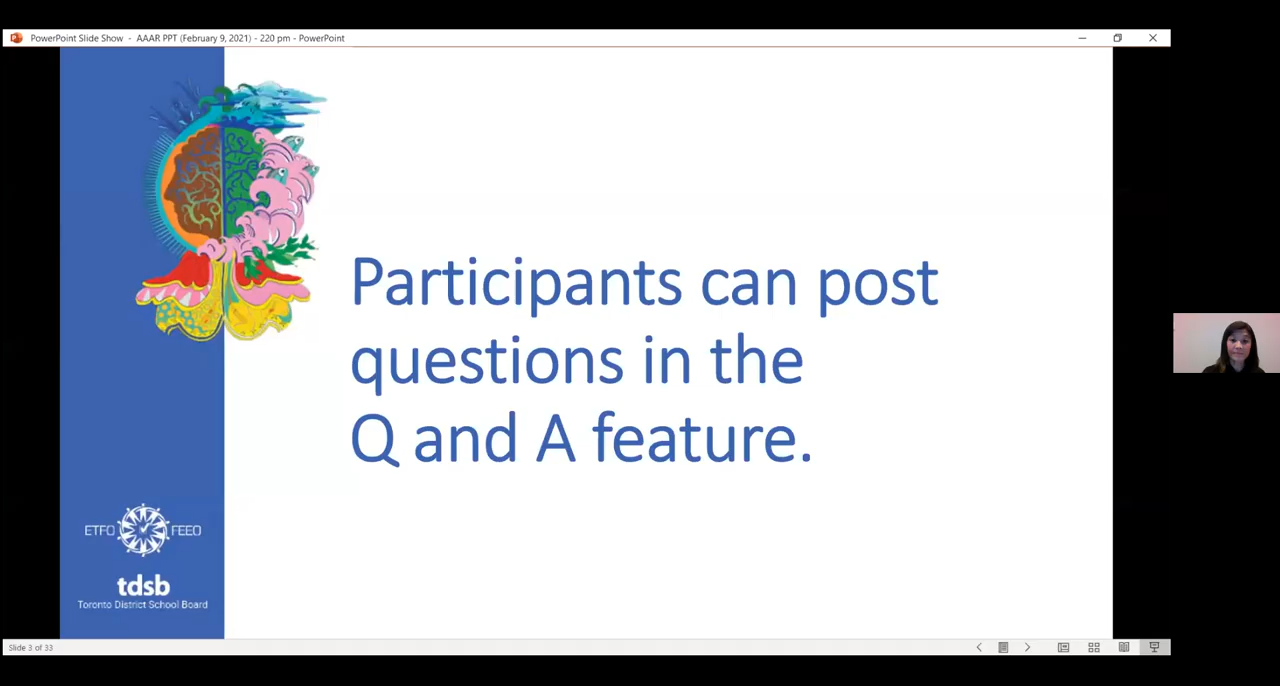 PowerPoint Slide Show - AAAR PPT (February 9, 2021) - 220 pm - PowerPoint
Participants can post
questions in the
Q and A feature.
ETFO FEEO
tdsb
Toronto District School Board
Slide 3 of 33